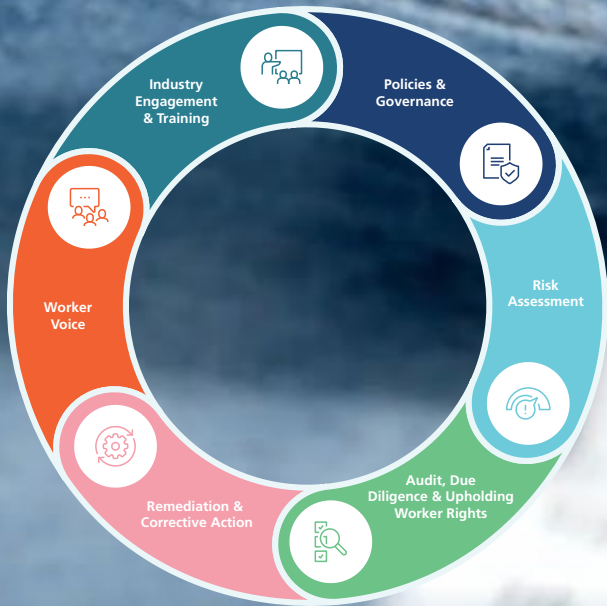 Policies &
Governance
Risk
Assessment
Audit, Due
Diligence & Upholding
Worker Rights
Remediation &
Corrective Action
Worker
Voice
Industry
Engagement
& Training